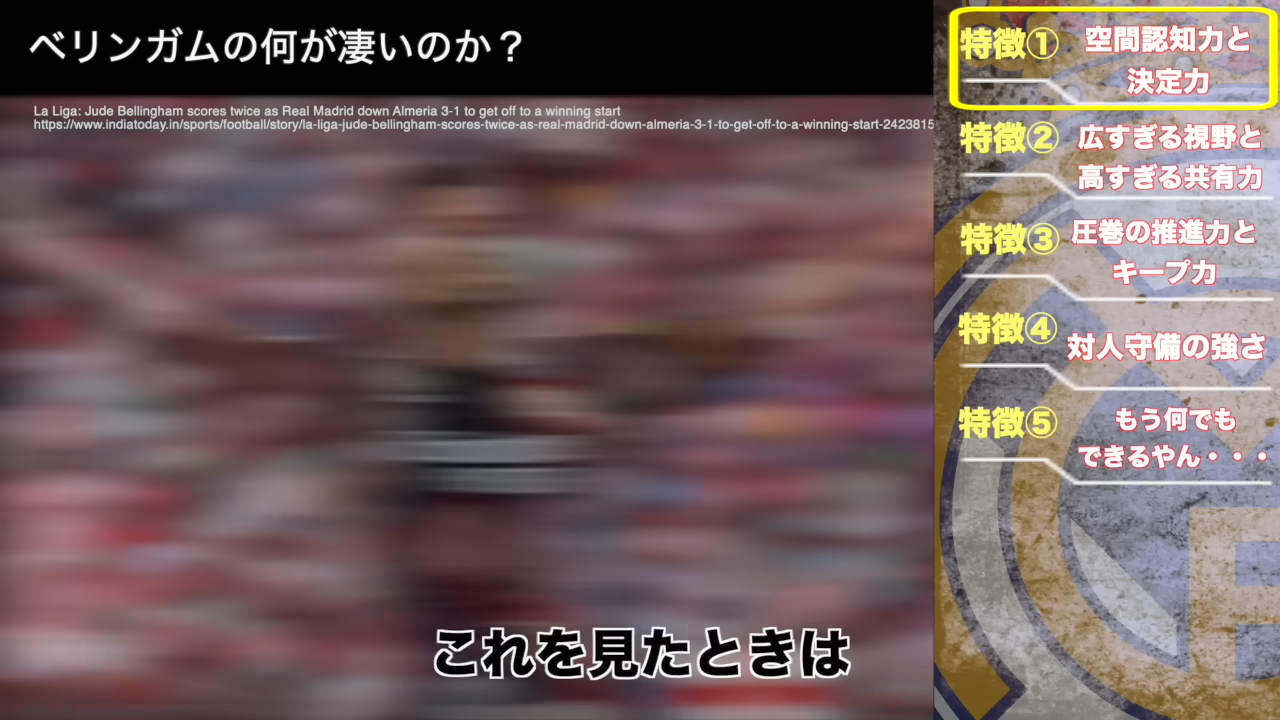 ベリンガムの何が凄いのか？
La Liga: Jude Bellingham scores twice as Real Madrid down Almeria 3-1 to get off to a winning start
https://www.indiatoday.in/sports/football/story/la-liga-jude-bellingham-scores-twice-as-real-madrid-down-almeria-3-1-to-get-off-to-a-winning-start-2423815
特徴① 空間認知力と
決定力
特徴② 広すぎる視野と
高すぎる共有力
特徴③ 圧巻の推進力と
キープ力
特徴④ 対人守備の強さ
特徴⑤ もう何でも
できるやん・・・
これを見たときは